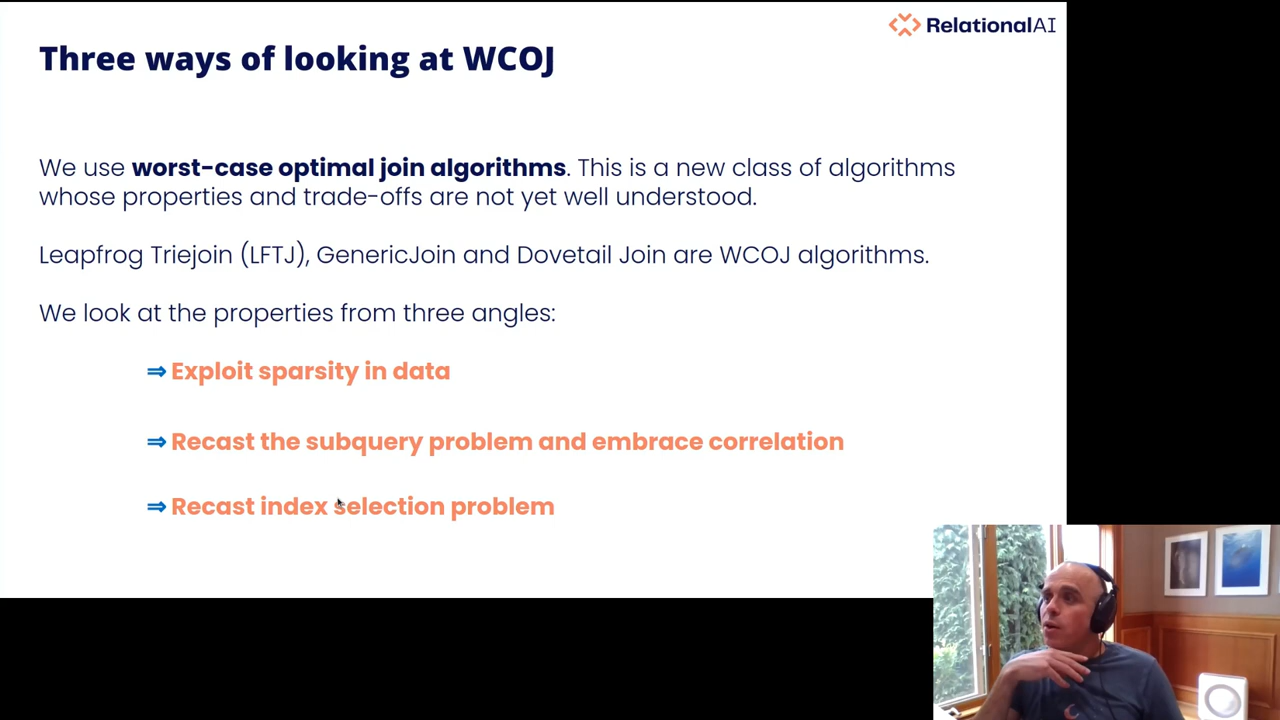 RelationalAI
Three ways of looking at WCOJ
We use worst-case optimal join algorithms. This is a new class of algorithms
whose properties and trade-offs are not yet well understood.
Leapfrog Triejoin (LFTJ), GenericJoin and Dovetail Join are WCOJ algorithms.
We look at the properties from three angles:
⇒ Exploit sparsity in data
⇒ Recast the subquery problem and embrace correlation
⇒ Recast index selection problem